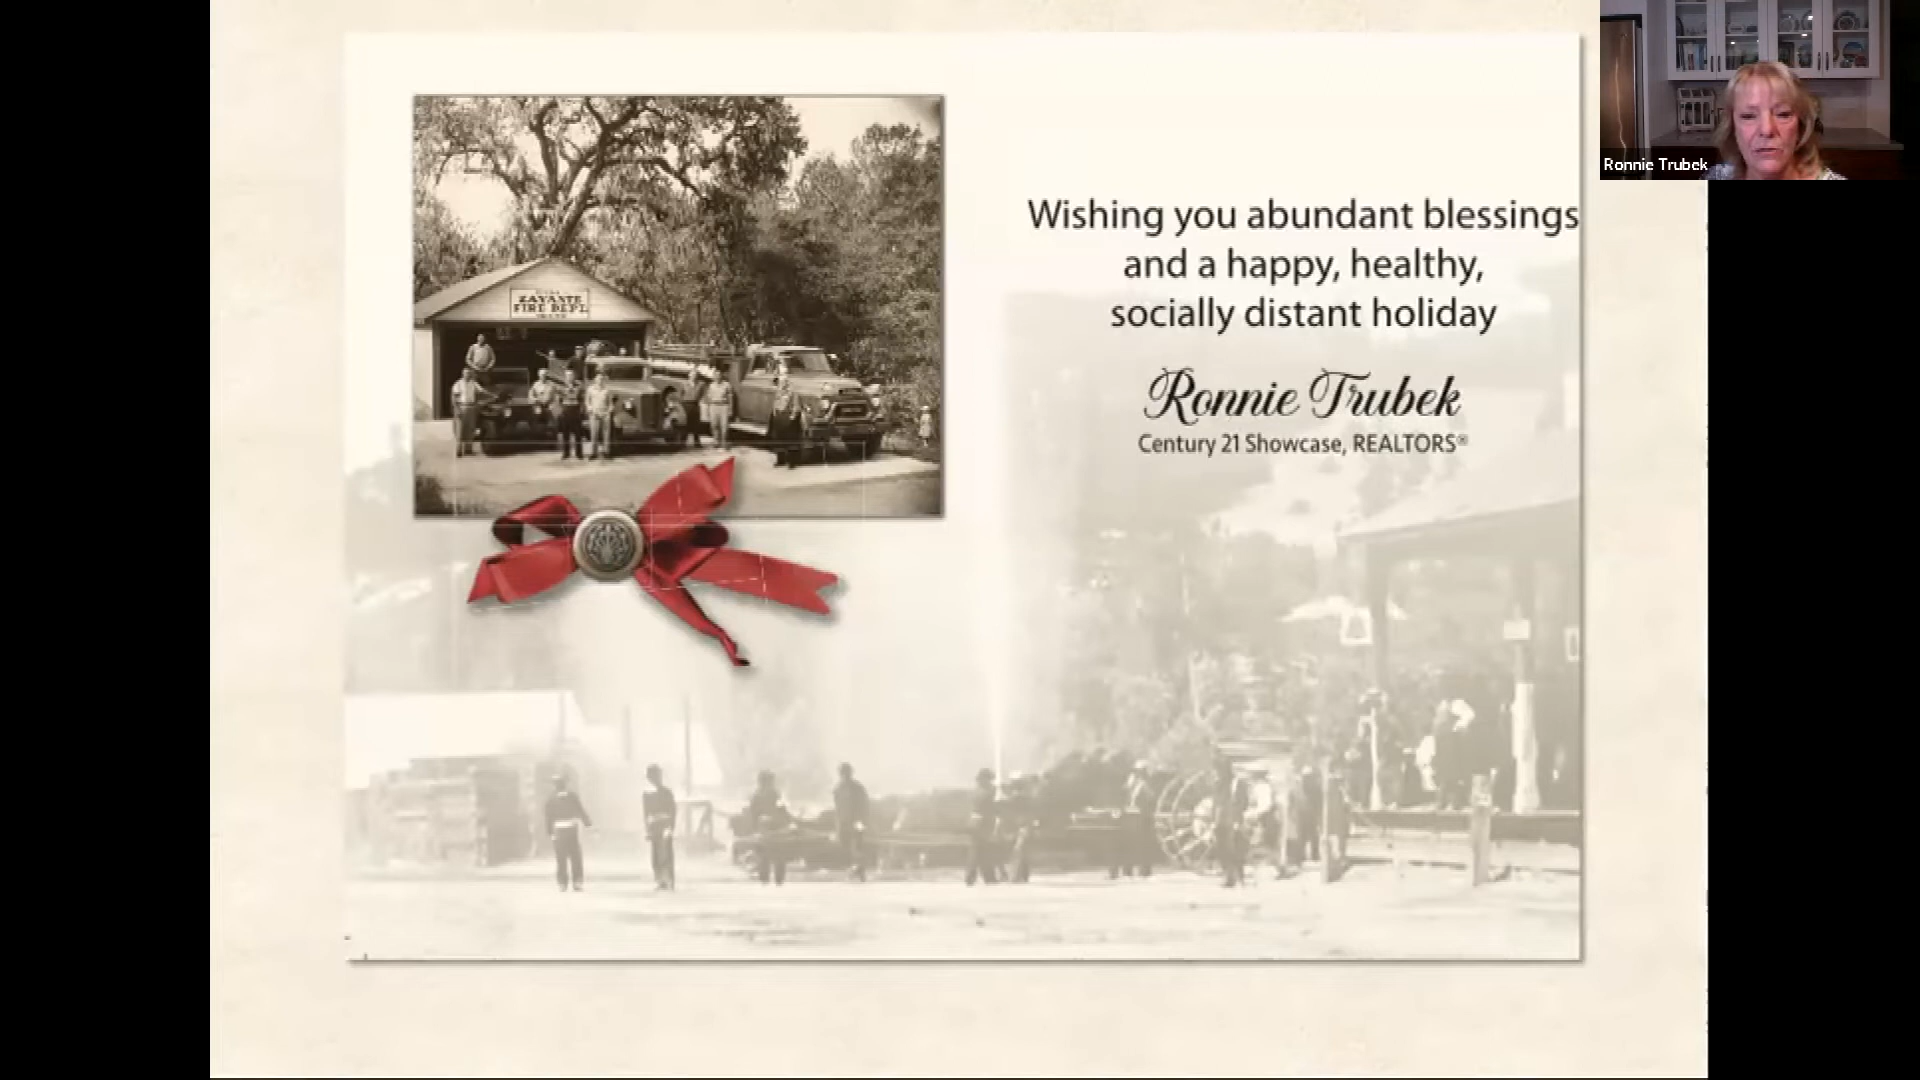 ZAYANTE
FIRE DEP'T.
Wishing you abundant blessings
and a happy, healthy,
socially distant holiday
Ronnie Trubek
Century 21 Showcase, REALTORS®
Ronnie Trubek